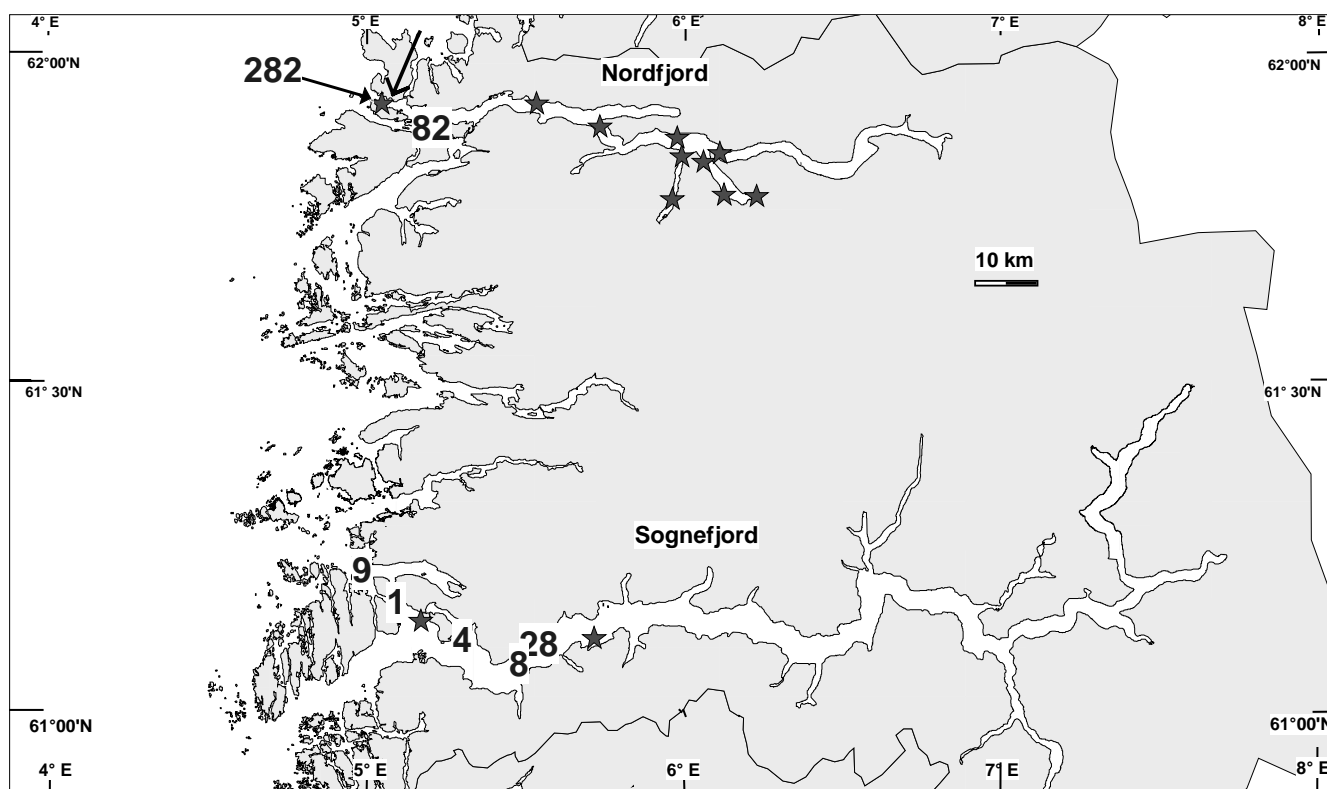 4° E 5° E 6° E 7° E 8° E
62°00'N 62°00'N
Nordfjord
282
82
10 km
61° 30'N 61° 30'N
Sognefjord
9
1
4
28
8
61°00'N 61°00'N
4° E 5° E 6° E 7° E 8° E